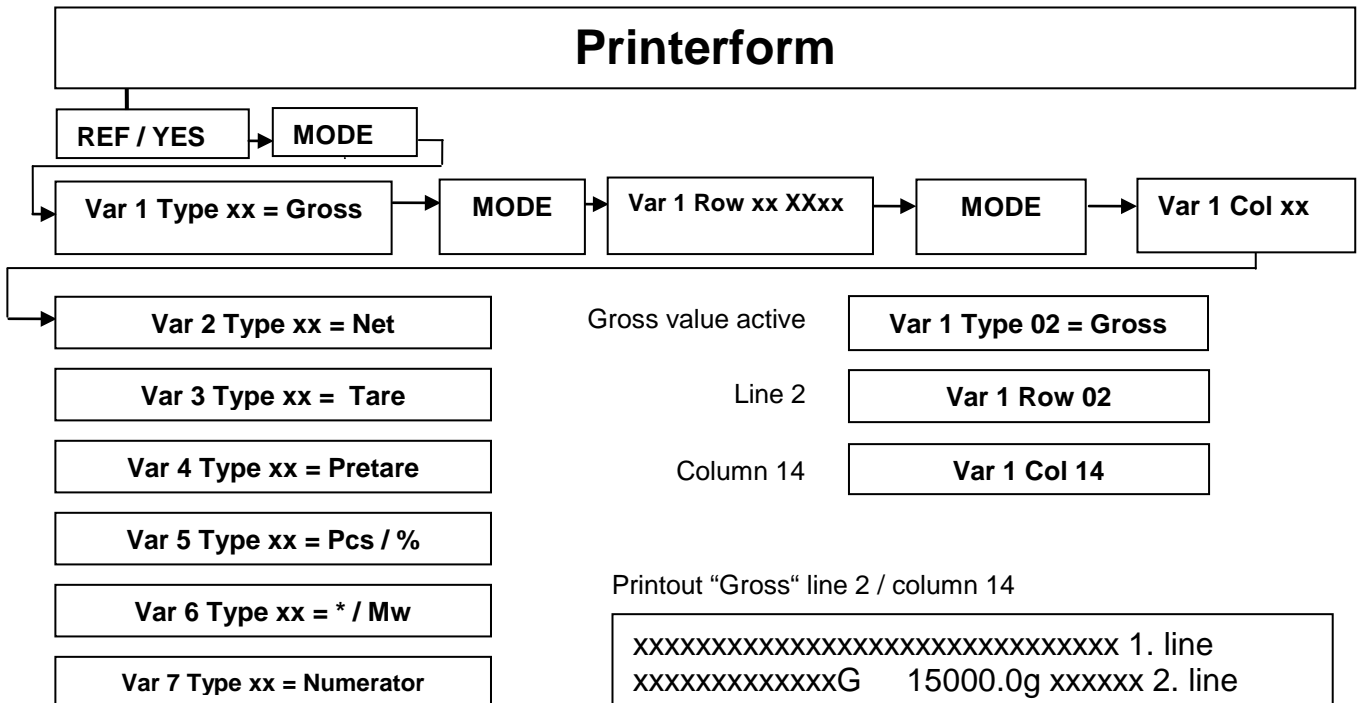 Printerform
REF / YES MODE
Var 1 Type xx = Gross MODE Var 1 Row xx XXxx MODE Var 1 Col xx
Var 2 Type xx = Net
Var 3 Type xx = Tare
Var 4 Type xx = Pretare
Var 5 Type xx = Pcs / %
Var 6 Type xx = * / Mw
Var 7 Type xx = Numerator
Gross value active Var 1 Type 02 = Gross
Line 2 Var 1 Row 02
Column 14 Var 1 Col 14
Printout “Gross“ line 2 / column 14
xxxxxxxxxxxxxxxxxxxxxxxxxxxxxxx 1. line
xxxxxxxxxxxxxG 15000.0g xxxxxx 2. line